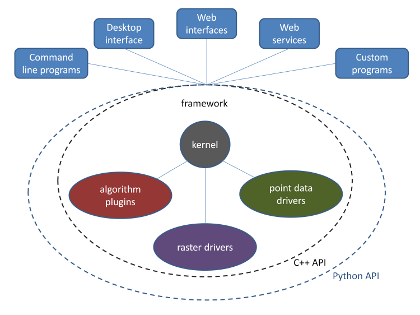 Command
line programs
Desktop
interface
Web
interfaces
Web
services
Custom
programs
framework
kernel
algorithm
plugins
point data
drivers
raster drivers
C++ API
Python API